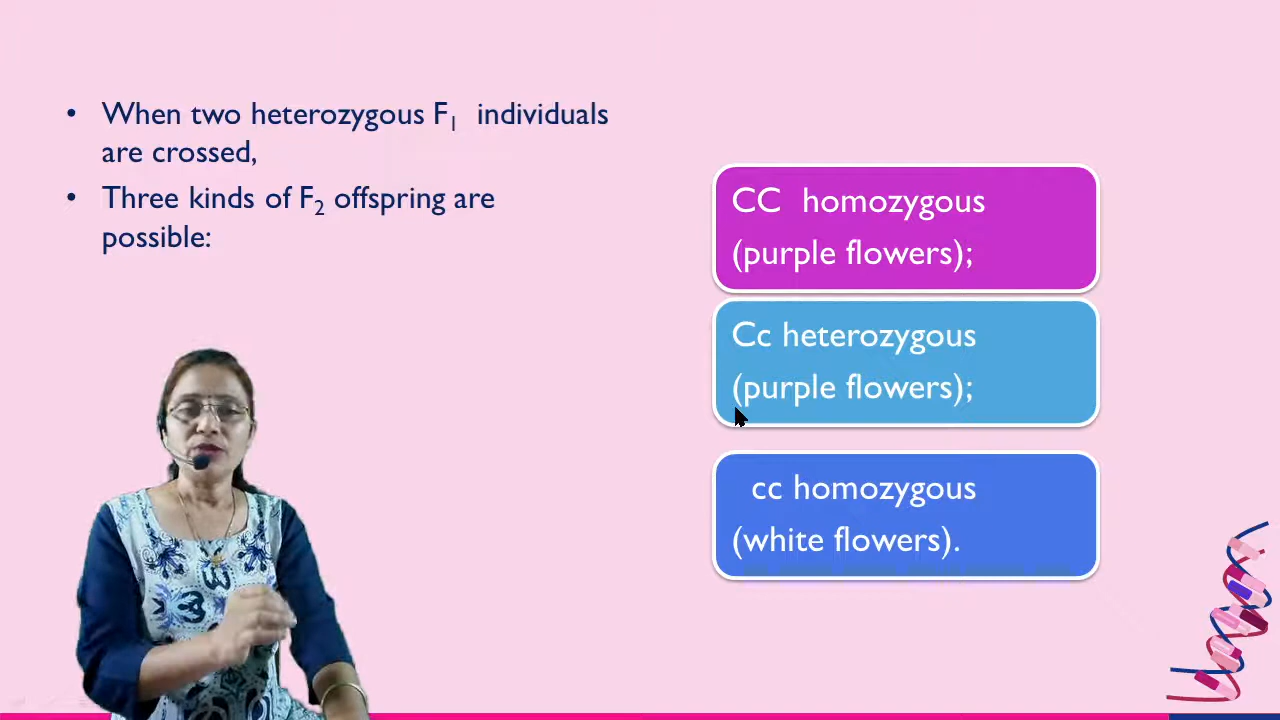 • When two heterozygous F₁ individuals
are crossed,
• Three kinds of F₂ offspring are
possible:
CC homozygous
(purple flowers);
Cc heterozygous
(purple flowers);
cc homozygous
(white flowers).